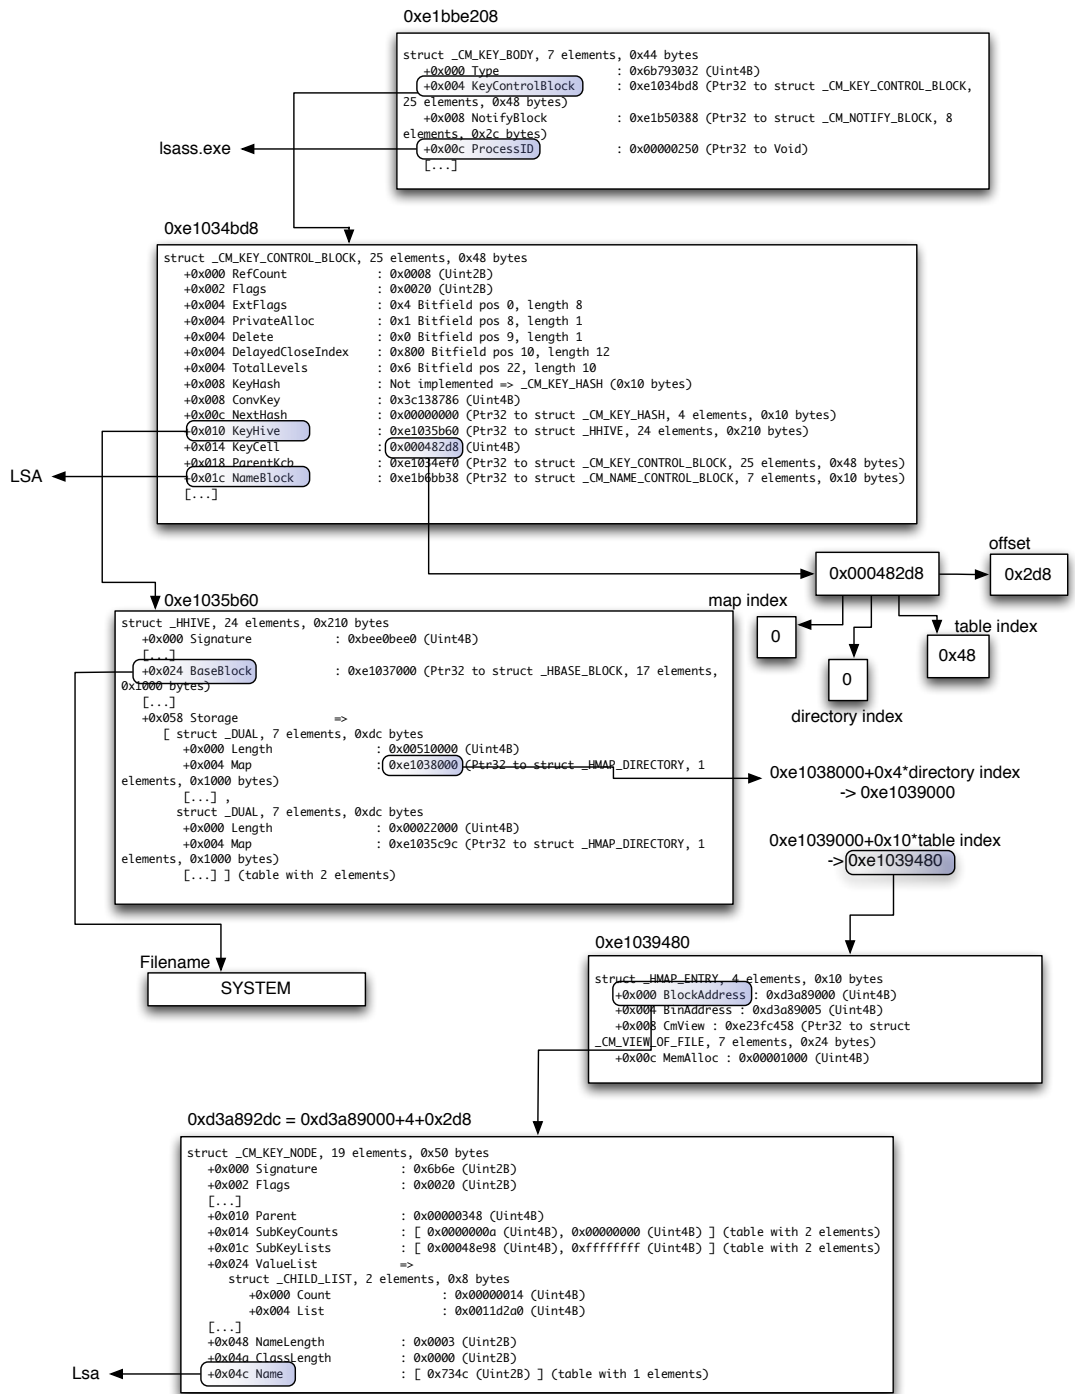 0xe1bbe208
struct _CM_KEY_BODY, 7 elements, 0x44 bytes
+0x000 Type : 0x6b793032 (Uint4B)
+0x004 KeyControlBlock : 0xe1034bd8 (Ptr32 to struct _CM_KEY_CONTROL_BLOCK,
25 elements, 0x48 bytes)
+0x008 NotifyBlock : 0xe1b50388 (Ptr32 to struct _CM_NOTIFY_BLOCK, 8
elements, 0x2c bytes)
lsass.exe
+0x00c ProcessID : 0x00000250 (Ptr32 to Void)
[...]
0xe1034bd8
struct _CM_KEY_CONTROL_BLOCK, 25 elements, 0x48 bytes
+0x000 RefCount : 0x0008 (Uint2B)
+0x002 Flags : 0x0020 (Uint2B)
+0x004 ExtFlags : 0x4 Bitfield pos 0, length 8
+0x004 PrivateAlloc : 0x1 Bitfield pos 8, length 1
+0x004 Delete : 0x0 Bitfield pos 9, length 1
+0x004 DelayedCloseIndex : 0x800 Bitfield pos 10, length 12
+0x004 TotalLevels : 0x6 Bitfield pos 22, length 10
+0x008 KeyHash : Not implemented => _CM_KEY_HASH (0x10 bytes)
+0x008 ConvKey : 0x3c138786 (Uint4B)
+0x00c NextHash : 0x00000000 (Ptr32 to struct _CM_KEY_HASH, 4 elements, 0x10 bytes)
+0x010 KeyHive : 0xe1035b60 (Ptr32 to struct _HHIVE, 24 elements, 0x210 bytes)
+0x014 KeyCell : 0x000482d8 (Uint4B)
+0x018 ParentKcb : 0xe1034ef0 (Ptr32 to struct _CM_KEY_CONTROL_BLOCK, 25 elements, 0x48 bytes)
LSA
+0x01c NameBlock : 0xe1b6bb38 (Ptr32 to struct _CM_NAME_CONTROL_BLOCK, 7 elements, 0x10 bytes)
[...]
offset
0x000482d8
0x2d8
map index
0
table index
0x48
0
directory index
0xe1035b60
struct _HHIVE, 24 elements, 0x210 bytes
+0x000 Signature : 0xbee0bee0 (Uint4B)
[...]
+0x024 BaseBlock : 0xe1037000 (Ptr32 to struct _HBASE_BLOCK, 17 elements,
0x1000 bytes)
[...]
+0x058 Storage =>
[ struct _DUAL, 7 elements, 0xdc bytes
+0x000 Length : 0x00510000 (Uint4B)
+0x004 Map : 0xe1038000 (Ptr32 to struct _HMAP_DIRECTORY, 1
elements, 0x1000 bytes)
[...] ,
struct _DUAL, 7 elements, 0xdc bytes
+0x000 Length : 0x00022000 (Uint4B)
+0x004 Map : 0xe1035c9c (Ptr32 to struct _HMAP_DIRECTORY, 1
elements, 0x1000 bytes)
[...] ] (table with 2 elements)
0xe1038000+0x4*directory index
-> 0xe1039000
0xe1039000+0x10*table index
->0xe1039480
Filename
SYSTEM
0xe1039480
struct _HMAP_ENTRY, 4 elements, 0x10 bytes
+0x000 BlockAddress : 0xd3a89000 (Uint4B)
+0x004 BinAddress : 0xd3a89005 (Uint4B)
+0x008 CmView : 0xe23fc458 (Ptr32 to struct
_CM_VIEW_OF_FILE, 7 elements, 0x24 bytes)
+0x00c MemAlloc : 0x00001000 (Uint4B)
0xd3a892dc = 0xd3a89000+4+0x2d8
struct _CM_KEY_NODE, 19 elements, 0x50 bytes
+0x000 Signature : 0x6b6e (Uint2B)
+0x002 Flags : 0x0020 (Uint2B)
[...]
+0x010 Parent : 0x00000348 (Uint4B)
+0x014 SubKeyCounts : [ 0x0000000a (Uint4B), 0x00000000 (Uint4B) ] (table with 2 elements)
+0x01c SubKeyLists : [ 0x00048e98 (Uint4B), 0xffffffff (Uint4B) ] (table with 2 elements)
+0x024 ValueList =>
struct _CHILD_LIST, 2 elements, 0x8 bytes
+0x000 Count : 0x00000014 (Uint4B)
+0x004 List : 0x0011d2a0 (Uint4B)
[...]
+0x048 NameLength : 0x0003 (Uint2B)
+0x04a ClassLength : 0x0000 (Uint2B)
Lsa
+0x04c Name : [ 0x734c (Uint2B) ] (table with 1 elements)